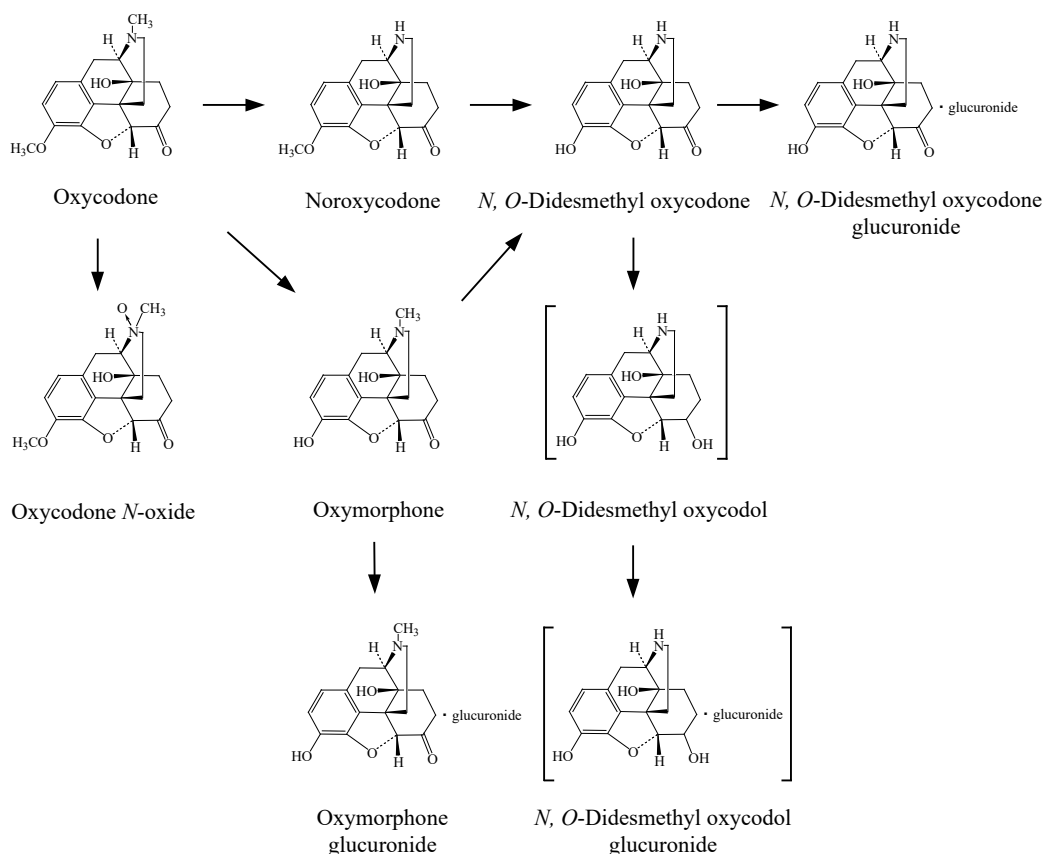 CH₃
H
N
HO
O
H
O
H₃CO
Oxycodone
H
H
N
HO
O
H
O
H₃CO
Noroxycodone
H
H
N
HO
HO
O
H
O
N, O-Didesmethyl oxycodone
H
H
N
HO
HO
O
H
O
· glucuronide
N, O-Didesmethyl oxycodone
glucuronide
O
CH₃
H
N
HO
H₃CO
O
H
O
Oxycodone N-oxide
CH₃
H
N
HO
HO
O
H
O
Oxymorphone
H
H
N
HO
HO
O
H
OH
N, O-Didesmethyl oxycodol
CH₃
H
N
HO
HO
O
H
O
· glucuronide
Oxymorphone
glucuronide
H
H
N
HO
HO
O
H
OH
· glucuronide
N, O-Didesmethyl oxycodol
glucuronide